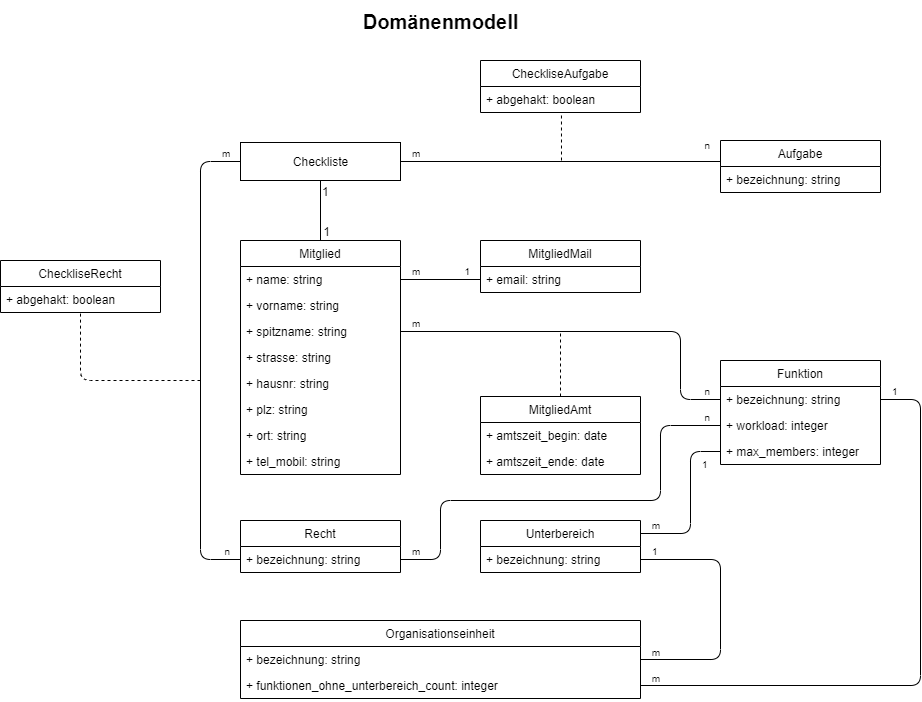 Domänenmodell
CheckliseAufgabe
+ abgehakt: boolean
m
Checkliste
m
n
Aufgabe
+ bezeichnung: string
1
1
CheckliseRecht
+ abgehakt: boolean
Mitglied
+ name: string
+ vorname: string
+ spitzname: string
+ strasse: string
+ hausnr: string
+ plz: string
+ ort: string
+ tel_mobil: string
m
1
MitgliedMail
+ email: string
m
n
MitgliedAmt
+ amtszeit_begin: date
+ amtszeit_ende: date
Funktion
+ bezeichnung: string
+ workload: integer
+ max_members: integer
1
n
1
Recht
+ bezeichnung: string
n
m
Unterbereich
+ bezeichnung: string
m
1
Organisationseinheit
+ bezeichnung: string
+ funktionen_ohne_unterbereich_count: integer
m
m